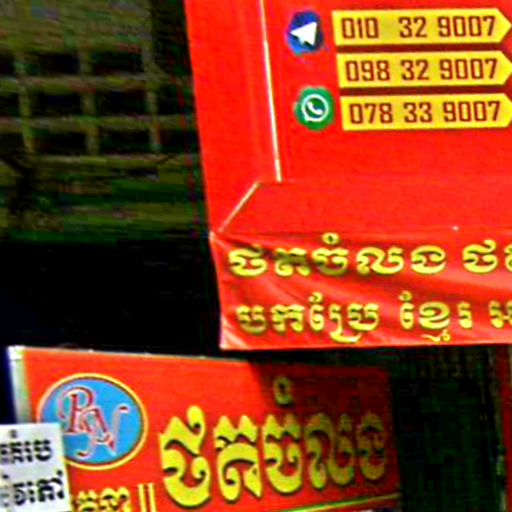 010 32 9007
098 32 9007
078 33 9007
ថតចំលង
បកប្រែ ខ្មែរ
RN
ថតចំលង